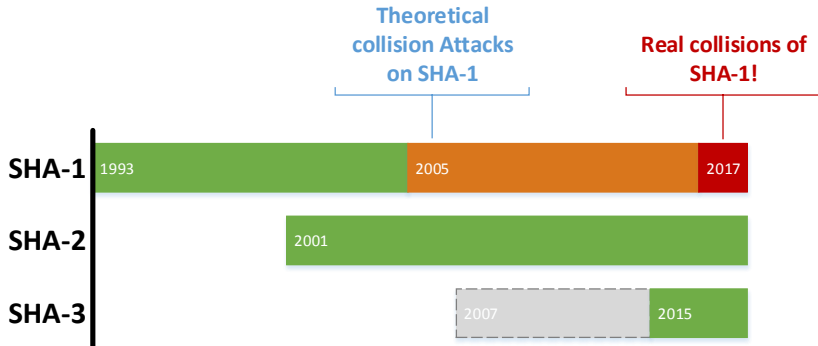 Theoretical
collision Attacks
on SHA-1
Real collisions of
SHA-1!
SHA-1
1993
2005
2017
SHA-2
2001
SHA-3
2007
2015